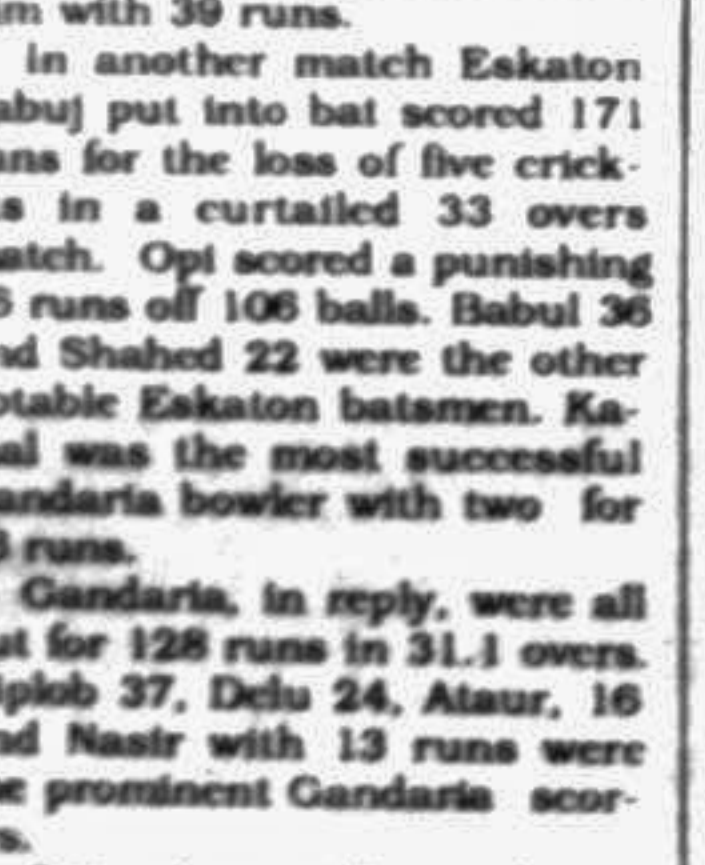 m with 39 runs.
in another match Eskaton
abuj put into bat scored 171
ns for the loss of five crick-
s in a curtailed 33 overs
atch. Opi scored a punishing
6 runs off 106 balls. Babul 36
nd Shahed 22 were the other
otable Eskaton batsmen. Ka-
al was the most successful
andaria bowler with two for
runs.
Gandaria, in reply, were all
ut for 128 runs in 31.1 overs.
iplob 37, Delu 24, Ataur, 16
nd Nasir with 13 runs were
e prominent Gandaria scor-
s.